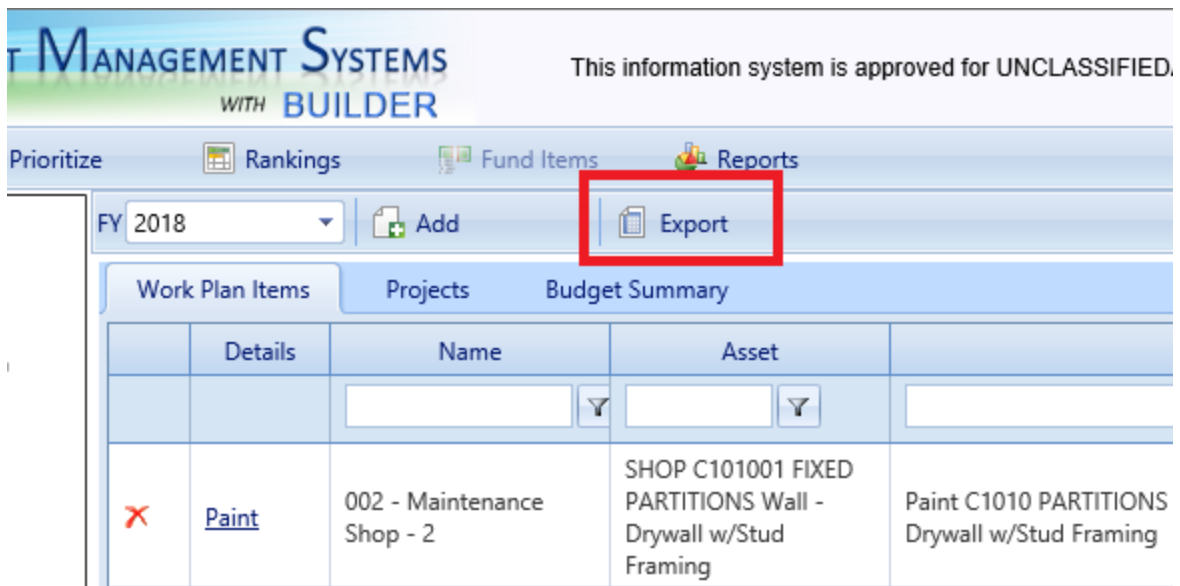 T MANAGEMENT SYSTEMS
WITH BUILDER
This information system is approved for UNCLASSIFIED
Prioritize
Rankings
Fund Items
Reports
FY 2018
Add
Export
Work Plan Items
Projects
Budget Summary
Details
Name
Asset
Paint
002 - Maintenance
Shop - 2
SHOP C101001 FIXED
PARTITIONS Wall -
Drywall w/Stud
Framing
Paint C1010 PARTITIONS
Drywall w/Stud Framing